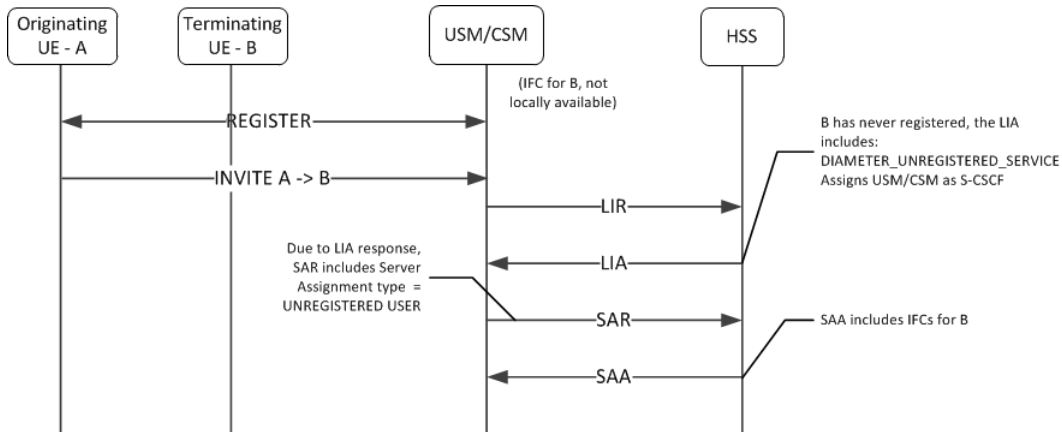 Originating
UE - A
Terminating
UE - B
USM/CSM
HSS
(IFC for B, not
locally available)
REGISTER
B has never registered, the LIA
includes:
DIAMETER_UNREGISTERED_SERVICE
Assigns USM/CSM as S-CSCF
INVITE A -> B
LIR
Due to LIA response,
SAR includes Server
Assignment type =
UNREGISTERED USER
LIA
SAR
SAA includes IFCs for B
SAA